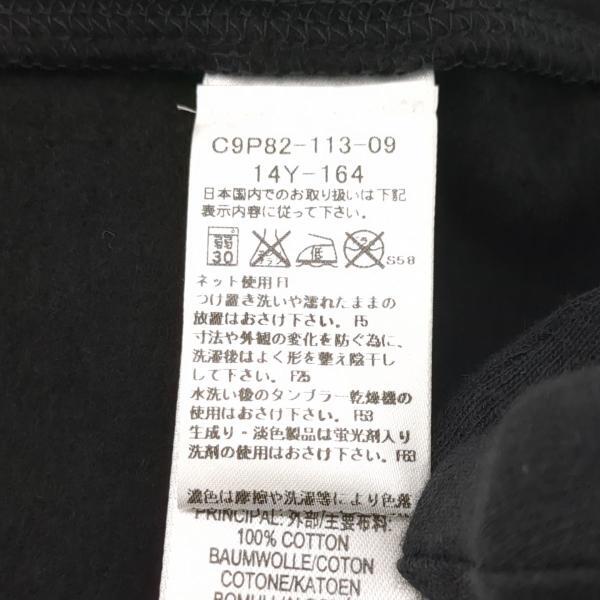 C9P82-113-09
14Y-164
日本国内でのお取り扱いは下記
表示内容に従って下さい。
弱
30
低
S58
ネット使用 F1
つけ置き洗いや濡れたままの
放置はおさけ下さい。 F5
寸法や外観の変化を防ぐ為に、
洗濯後はよく形を整え陰干し
して下さい。 F25
水洗い後のタンブラー乾燥機の
使用はおさけ下さい。 F53
生成り・淡色製品は蛍光剤入り
洗剤の使用はおさけ下さい。 F63
濃色は摩擦や洗濯等により色落
PRINCIPAL:外部/主要布料:
100% COTTON
BAUMWOLLE/COTON
COTONE/KATOEN